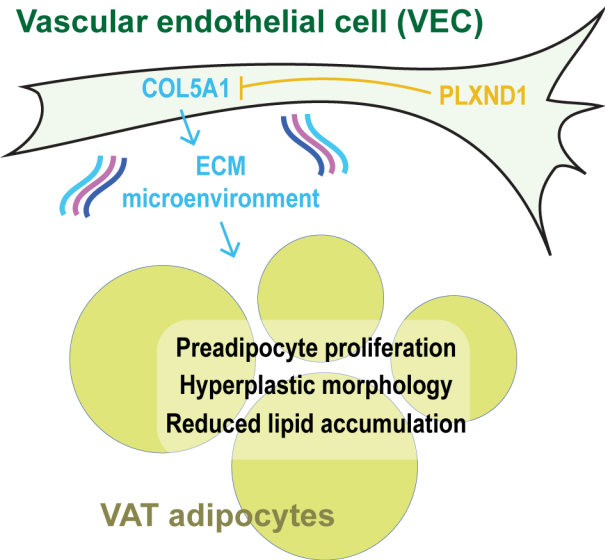 Vascular endothelial cell (VEC)
COL5A1
PLXND1
ECM
microenvironment
Preadipocyte proliferation
Hyperplastic morphology
Reduced lipid accumulation
VAT adipocytes